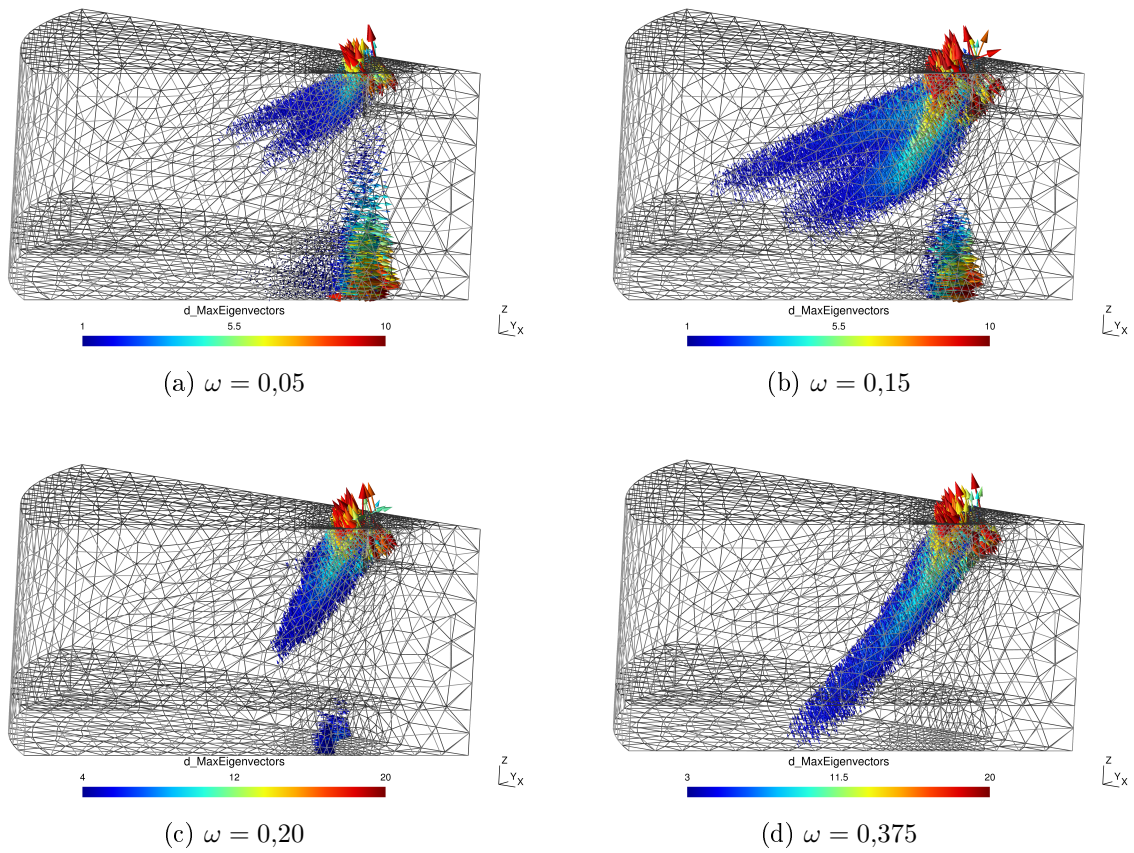 d_MaxEigenvectors
1 5.5 10
Z
Y X
(a) ω = 0,05
d_MaxEigenvectors
1 5.5 10
Z
Y X
(b) ω = 0,15
d_MaxEigenvectors
4 12 20
Z
Y X
(c) ω = 0,20
d_MaxEigenvectors
3 11.5 20
Z
Y X
(d) ω = 0,375